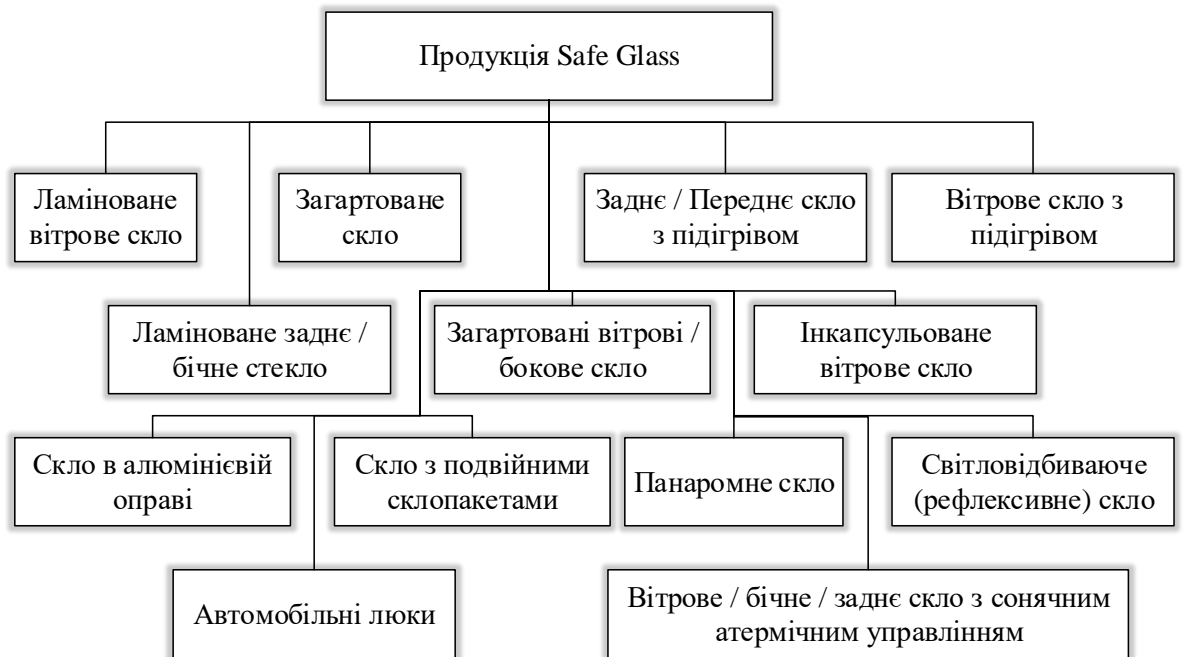 Продукція Safe Glass
Ламіноване
вітрове скло
Загартоване
скло
Заднє / Переднє скло
з підігрівом
Вітрове скло з
підігрівом
Ламіноване заднє /
бічне стекло
Загартовані вітрові /
бокове скло
Інкапсульоване
вітрове скло
Скло в алюмінієвій
оправі
Скло з подвійними
склопакетами
Панаромне скло
Світловідбиваюче
(рефлексивне) скло
Автомобільні люки
Вітрове / бічне / заднє скло з сонячним
атермічним управлінням